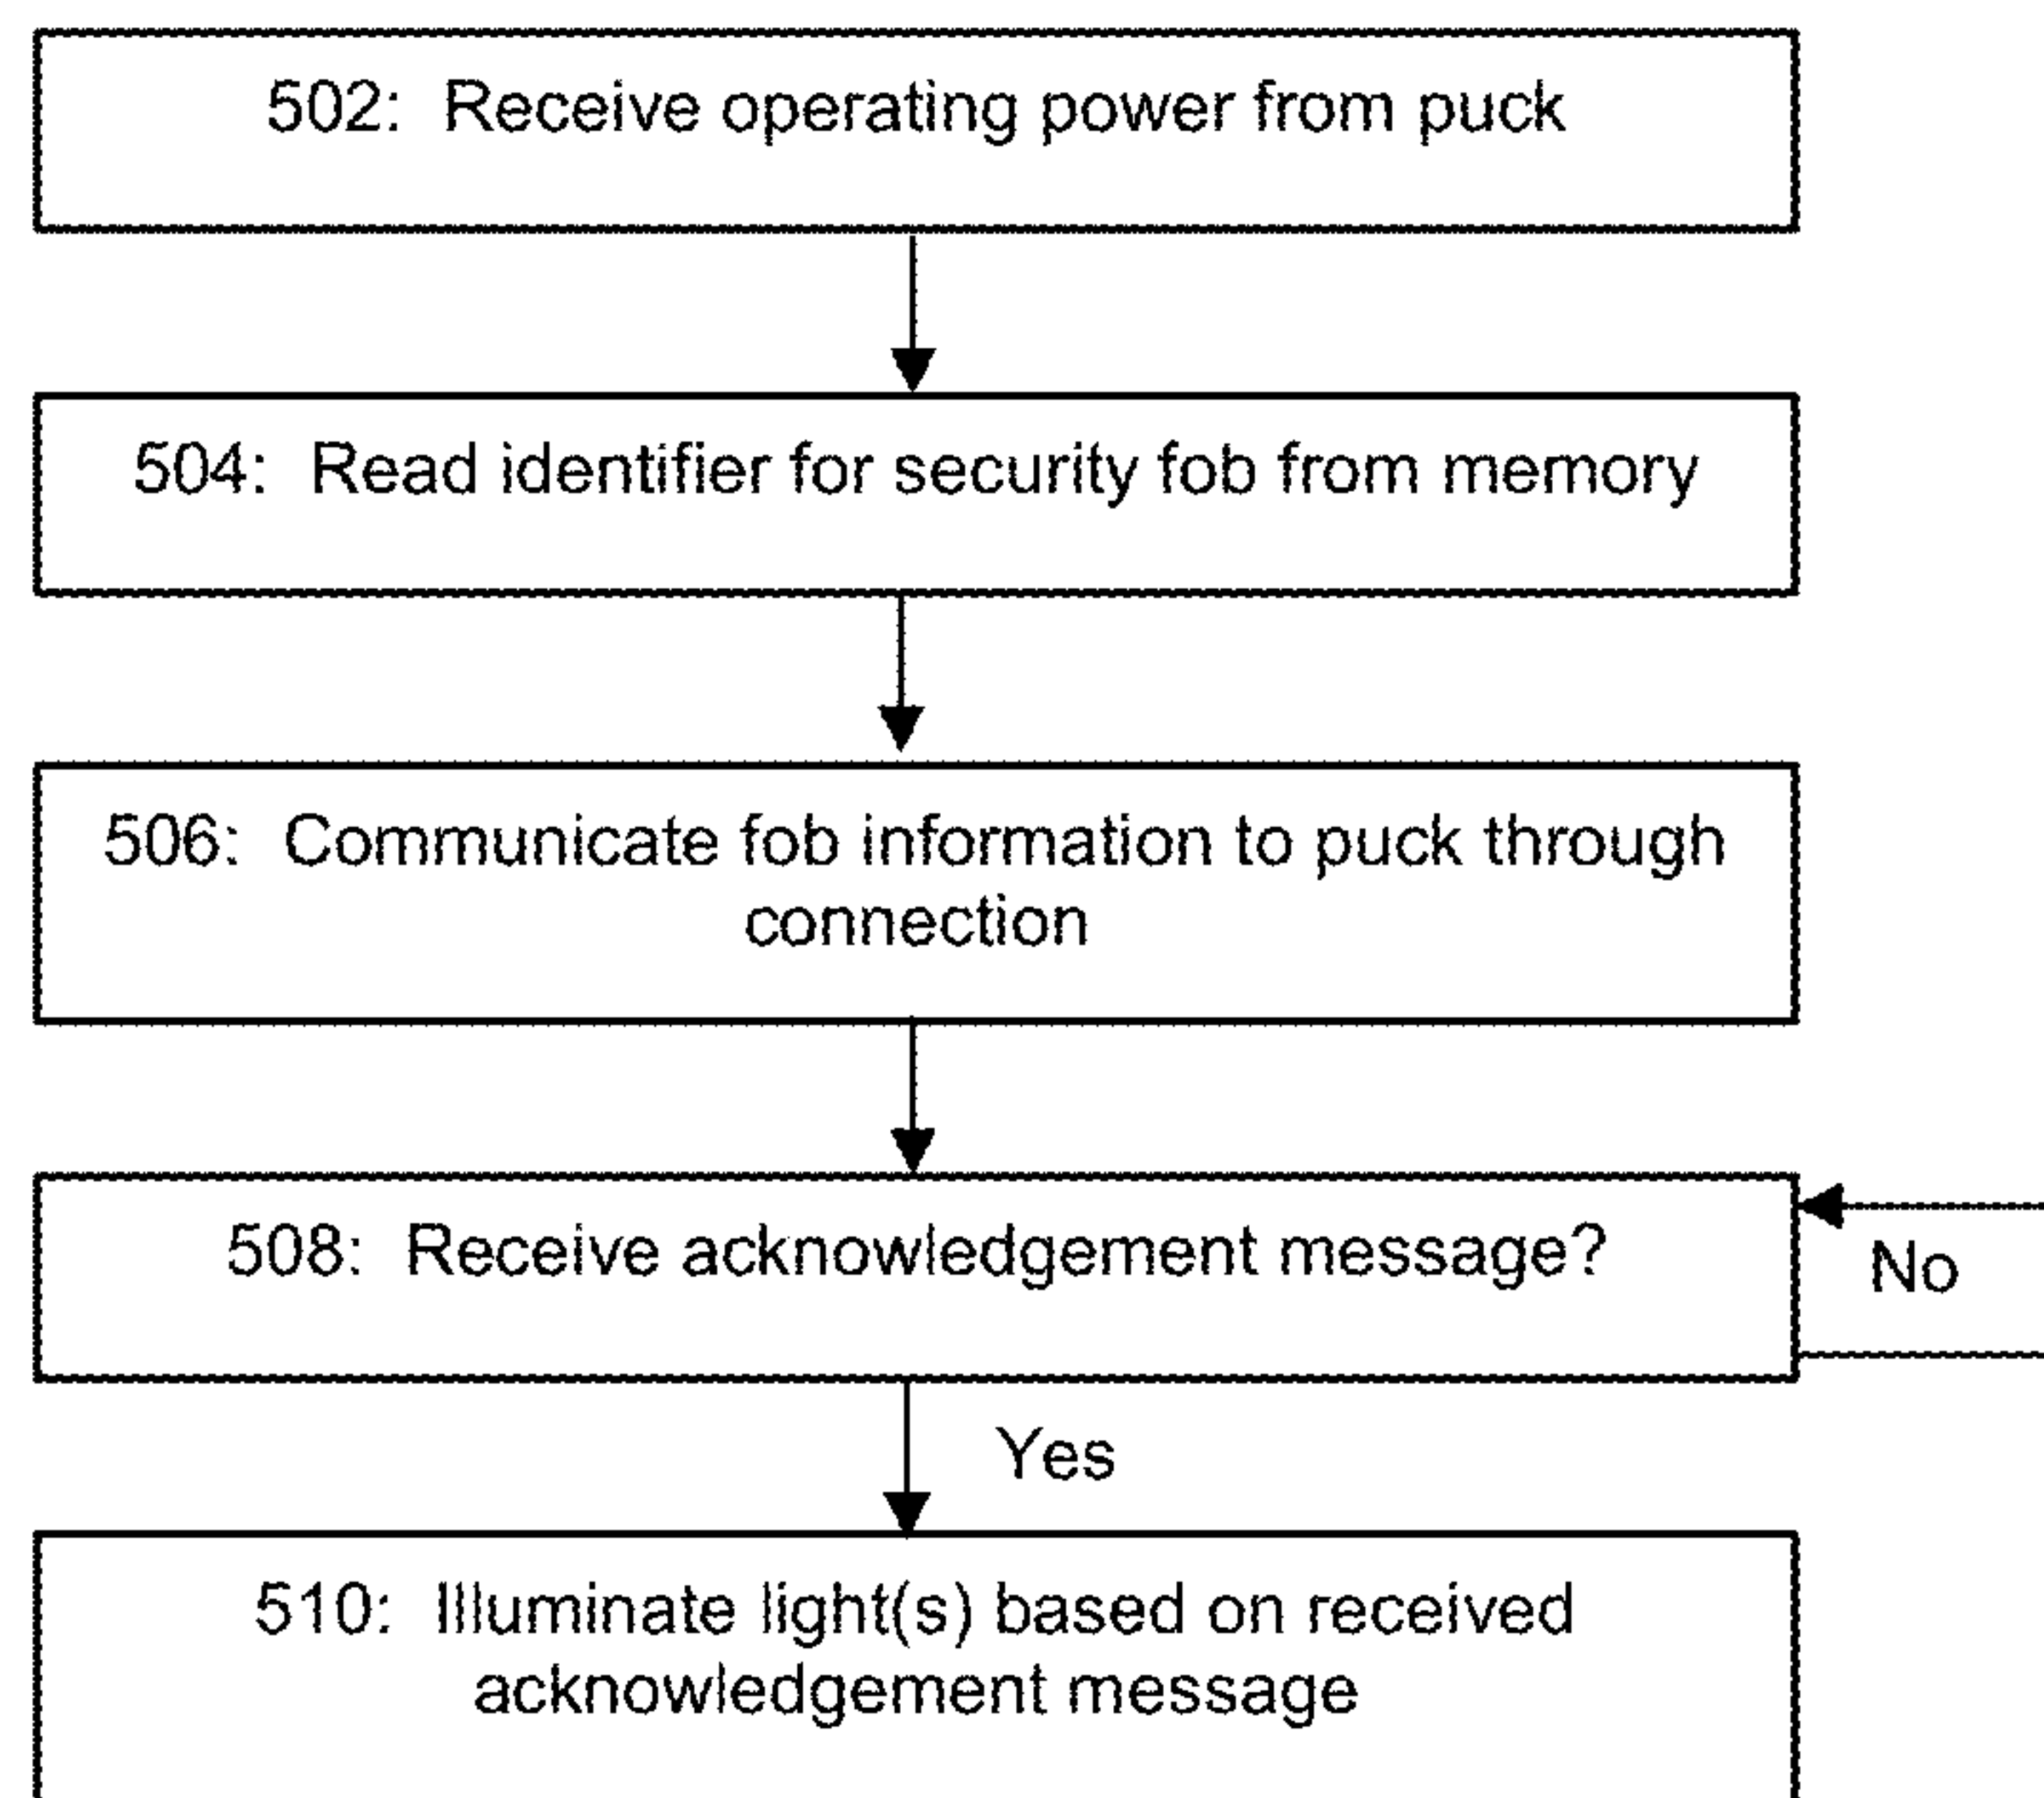 502: Receive operating power from puck
504: Read identifier for security fob from memory
506: Communicate fob information to puck through
connection
508: Receive acknowledgement message?
No
Yes
510: Illuminate light(s) based on received
acknowledgement message